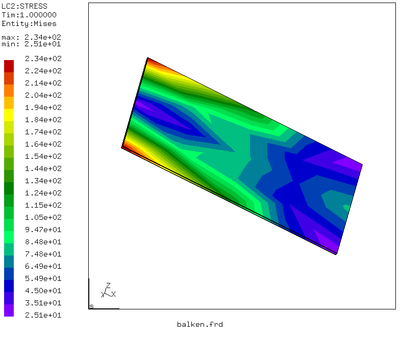 LC2:STRESS
Tim:1.000000
Entity:Mises
max: 2.34e+02
min: 2.51e+01
2.34e+02
2.24e+02
2.14e+02
2.04e+02
1.94e+02
1.84e+02
1.74e+02
1.64e+02
1.54e+02
1.44e+02
1.34e+02
1.24e+02
1.15e+02
1.05e+02
9.47e+01
8.48e+01
7.48e+01
6.49e+01
5.49e+01
4.50e+01
3.51e+01
2.51e+01
Z
Y X
balken.frd